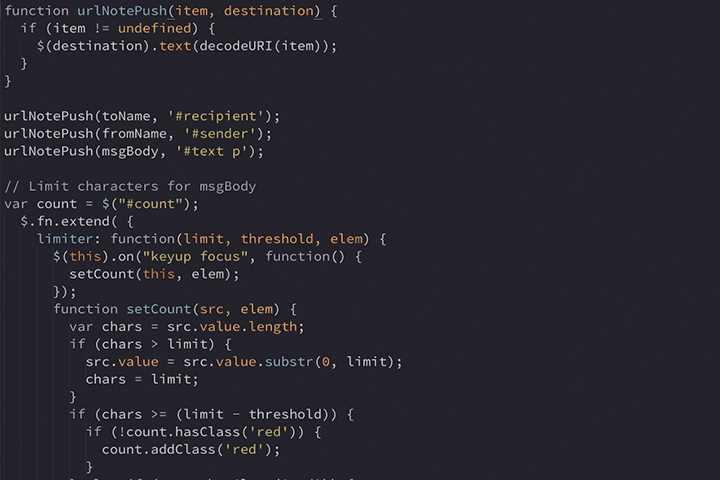 function urlNotePush(item, destination) {
if (item != undefined) {
$(destination).text(decodeURI(item));
}
}
urlNotePush(toName, '#recipient');
urlNotePush(fromName, '#sender');
urlNotePush(msgBody, '#text p');
// Limit characters for msgBody
var count = $("#count");
$.fn.extend( {
limiter: function(limit, threshold, elem) {
$(this).on("keyup focus", function() {
setCount(this, elem);
});
function setCount(src, elem) {
var chars = src.value.length;
if (chars > limit) {
src.value = src.value.substr(0, limit);
chars = limit;
}
if (chars >= (limit - threshold)) {
if (!count.hasClass('red')) {
count.addClass('red');
}